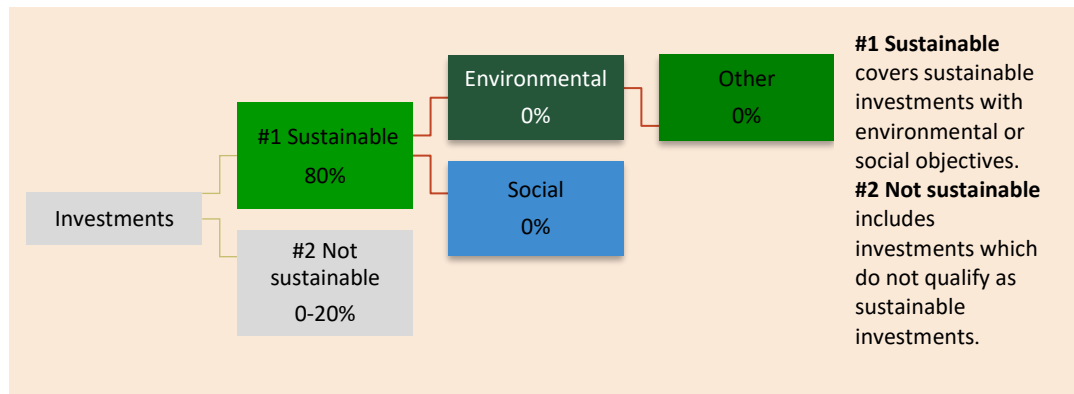 Investments
#1 Sustainable
80%
#2 Not
sustainable
0-20%
Environmental
0%
Social
0%
Other
0%
#1 Sustainable
covers sustainable
investments with
environmental or
social objectives.
#2 Not sustainable
includes
investments which
do not qualify as
sustainable
investments.